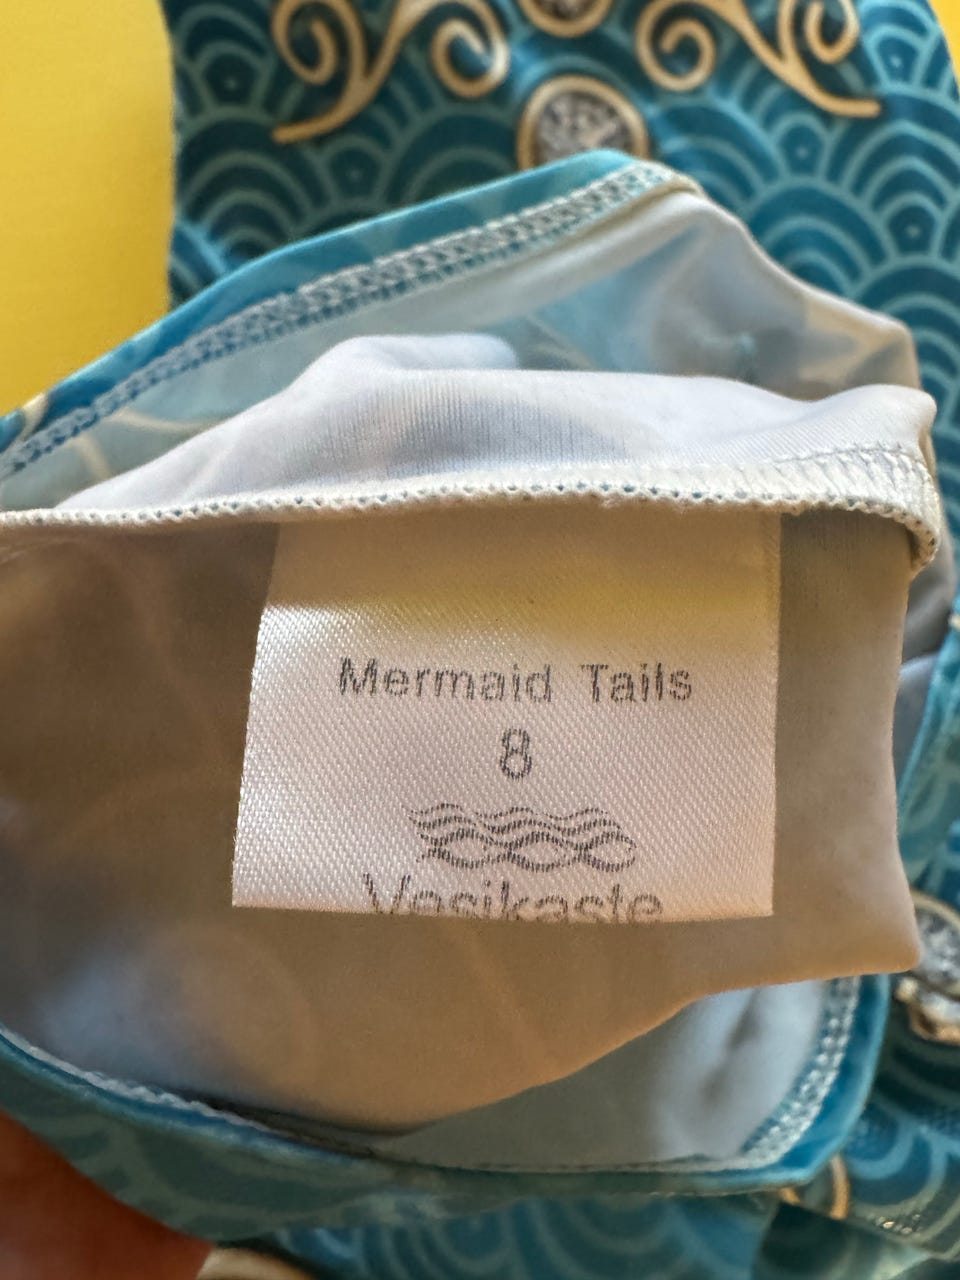 Mermaid Tails
8
Vesikaste